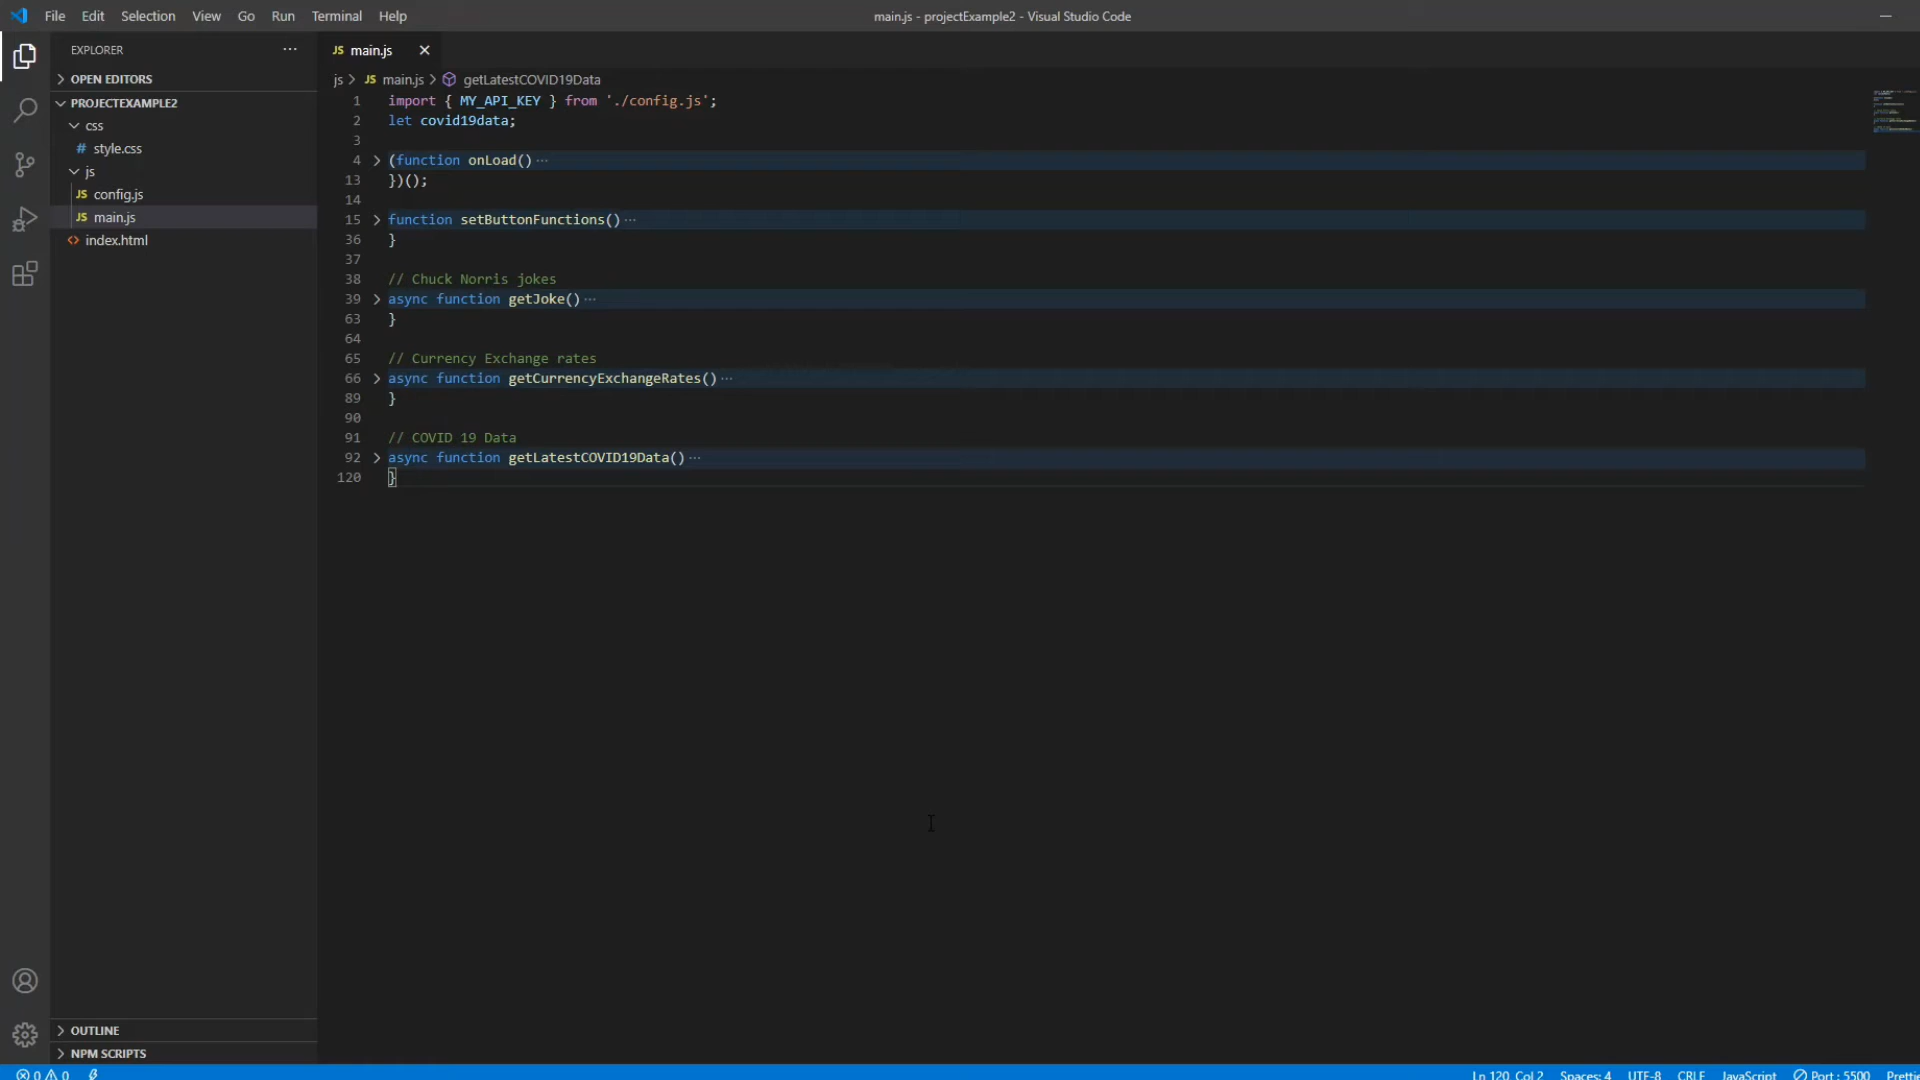 File Edit Selection View Go Run Terminal Help
main.js - projectExample2 - Visual Studio Code
EXPLORER
OPEN EDITORS
PROJECTEXAMPLE2
css
# style.css
js
JS config.js
JS main.js
<> index.html
OUTLINE
NPM SCRIPTS
JS main.js
js > JS main.js > getLatestCOVID19Data
1 import { MY_API_KEY } from './config.js';
2 let covid19data;
3
4 > (function onLoad() ···
13 })();
14
15 > function setButtonFunctions() ···
36 }
37
38 // Chuck Norris jokes
39 > async function getJoke() ···
63 }
64
65 // Currency Exchange rates
66 > async function getCurrencyExchangeRates() ···
89 }
90
91 // COVID 19 Data
92 > async function getLatestCOVID19Data() ···
120 }
0 0
Ln 120, Col 2 Spaces: 4 UTF-8 CRLF JavaScript Port : 5500 Prettie